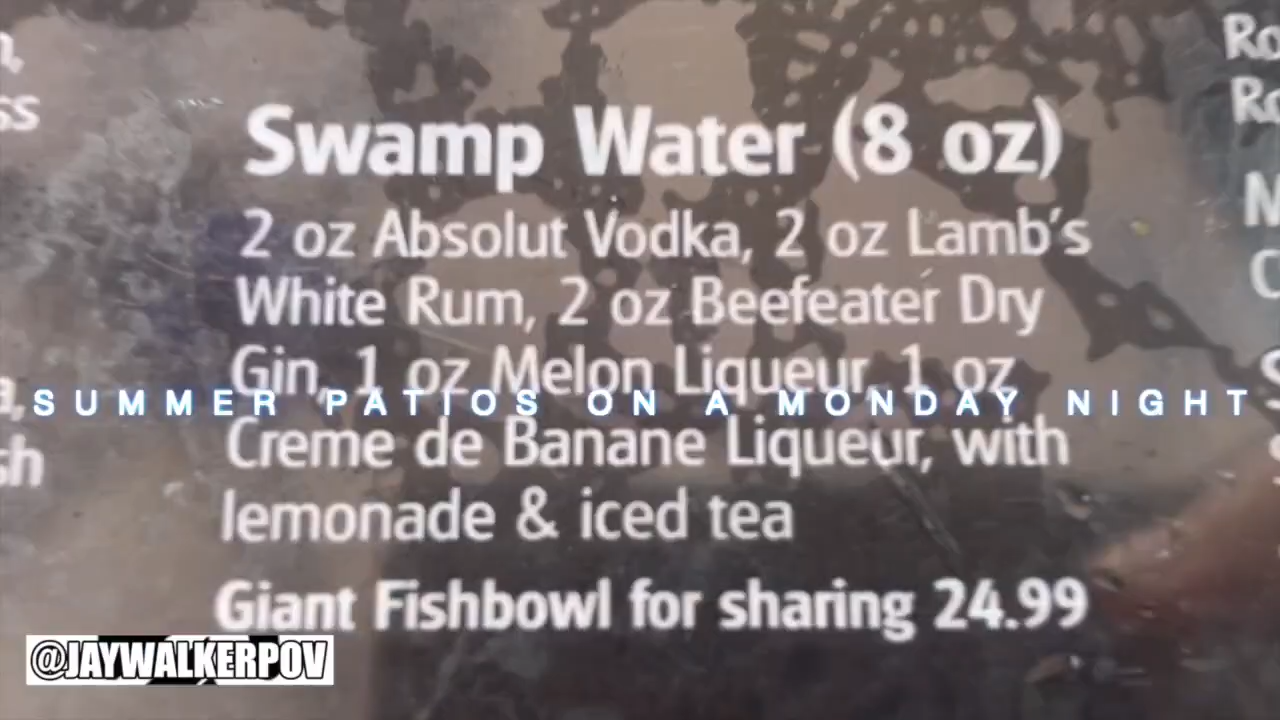 Swamp Water (8 oz)
2 oz Absolut Vodka, 2 oz Lamb's
White Rum, 2 oz Beefeater Dry
Gin, 1 oz Melon Liqueur, 1 oz
SUMMER PATIOS ON A MONDAY NIGHT
Creme de Banane Liqueur, with
lemonade & iced tea
Giant Fishbowl for sharing 24.99
@JAYWALKERPOV